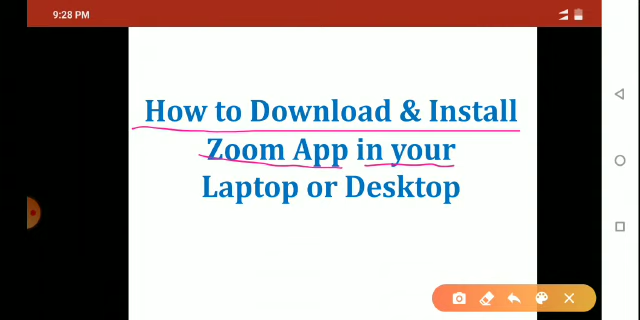 9:28 PM
How to Download & Install
Zoom App in your
Laptop or Desktop